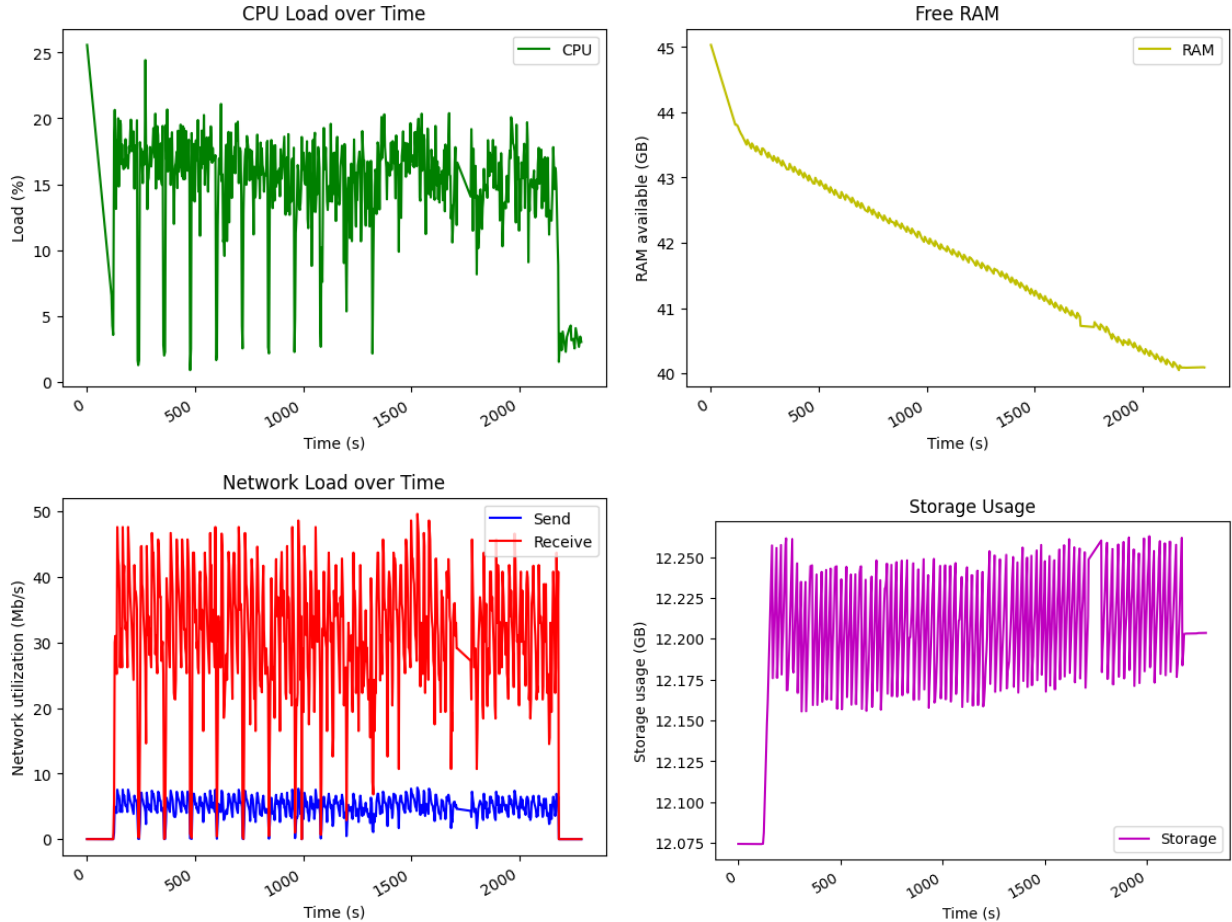 CPU Load over Time
CPU
Load (%)
25
20
15
10
5
0
0
500
1000
1500
2000
Time (s)
Free RAM
RAM
RAM available (GB)
45
44
43
42
41
40
0
500
1000
1500
2000
Time (s)
Network Load over Time
Send
Receive
Network utilization (Mb/s)
50
40
30
20
10
0
0
500
1000
1500
2000
Time (s)
Storage Usage
Storage usage (GB)
12.250
12.225
12.200
12.175
12.150
12.125
12.100
12.075
Storage
0
500
1000
1500
2000
Time (s)